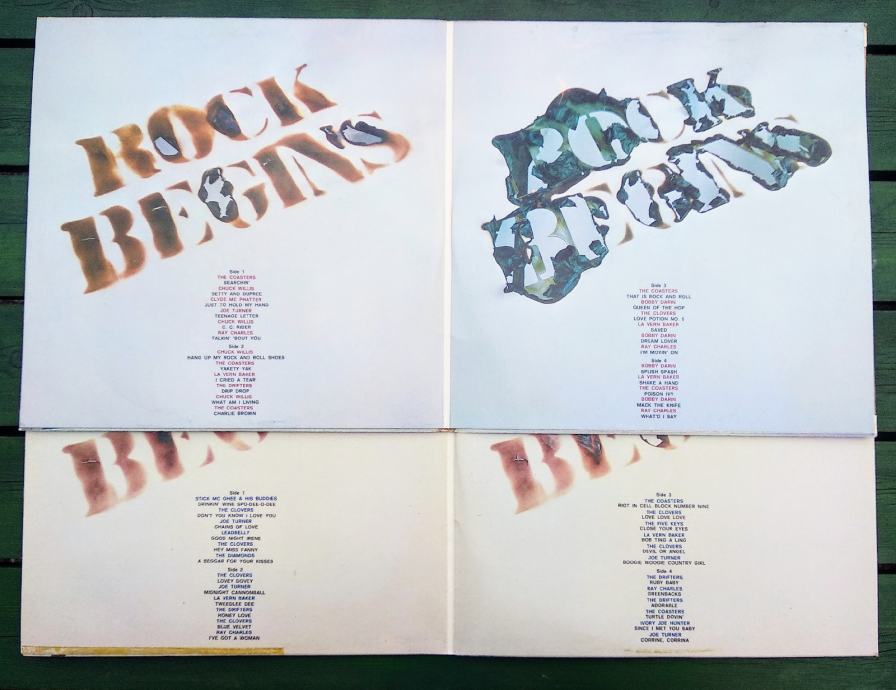 ROCK
BEGINS
Side 1
THE COASTERS
SEARCHIN'
CHUCK WILLIS
BETTY AND DUPREE
CLYDE MC PHATTER
JUST TO HOLD MY HAND
JOE TURNER
TEENAGE LETTER
CHUCK WILLIS
C. C. RIDER
RAY CHARLES
TALKIN' 'BOUT YOU
Side 2
CHUCK WILLIS
HANG UP MY ROCK AND ROLL SHOES
THE COASTERS
YAKETY YAK
LA VERN BAKER
I CRIED A TEAR
THE DRIFTERS
DRIP DROP
CHUCK WILLIS
WHAT AM I LIVING
THE COASTERS
CHARLIE BROWN
ROCK
BEGINS
Side 3
THE COASTERS
THAT IS ROCK AND ROLL
BOBBY DARIN
QUEEN OF THE HOP
THE CLOVERS
LOVE POTION NO. 9
LA VERN BAKER
SAVED
BOBBY DARIN
DREAM LOVER
RAY CHARLES
I'M MOVIN' ON
Side 4
BOBBY DARIN
SPLISH SPLASH
LA VERN BAKER
SHAKE A HAND
THE COASTERS
POISON IVY
BOBBY DARIN
MACK THE KNIFE
RAY CHARLES
WHAT'D I SAY
BEGINS
Side 1
STICK MC GHEE & HIS BUDDIES
DRINKIN' WINE SPO-DEE-O-DEE
THE CLOVERS
DON'T YOU KNOW I LOVE YOU
JOE TURNER
CHAINS OF LOVE
LEADBELLY
GOOD NIGHT IRENE
THE CLOVERS
HEY MISS FANNY
THE DIAMONDS
A BEGGAR FOR YOUR KISSES
Side 2
THE CLOVERS
LOVEY DOVEY
JOE TURNER
MIDNIGHT CANNONBALL
LA VERN BAKER
TWEEDLEE DEE
THE DRIFTERS
HONEY LOVE
THE CLOVERS
BLUE VELVET
RAY CHARLES
I'VE GOT A WOMAN
BEGINS
Side 3
THE COASTERS
RIOT IN CELL BLOCK NUMBER NINE
THE CLOVERS
LOVE LOVE LOVE
THE FIVE KEYS
CLOSE YOUR EYES
LA VERN BAKER
BOB TING A LING
THE CLOVERS
DEVIL OR ANGEL
JOE TURNER
BOOGIE WOOGIE COUNTRY GIRL
Side 4
THE DRIFTERS
RUBY BABY
RAY CHARLES
GREENBACKS
THE DRIFTERS
ADORABLE
THE COASTERS
TURTLE DOVIN'
IVORY JOE HUNTER
SINCE I MET YOU BABY
JOE TURNER
CORRINE, CORRINA